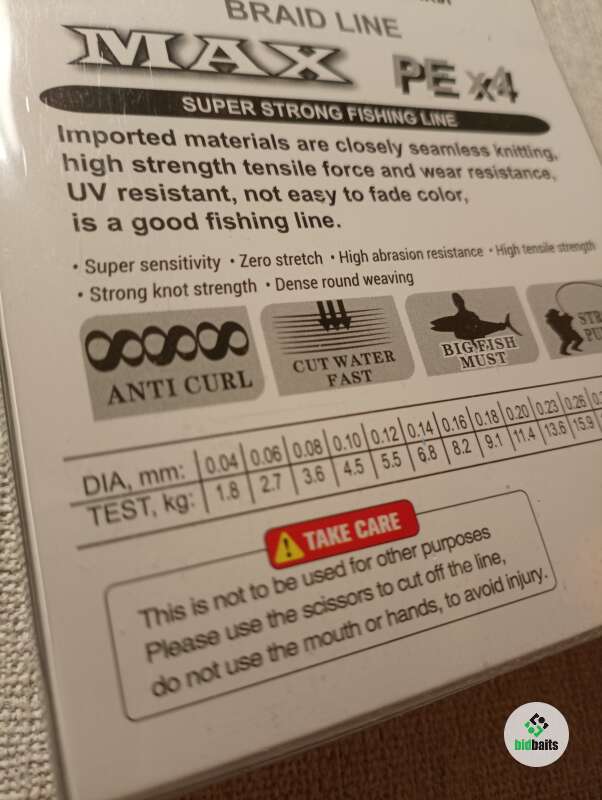 BRAID LINE
MAX PE x4
SUPER STRONG FISHING LINE
Imported materials are closely seamless knitting,
high strength tensile force and wear resistance,
UV resistant, not easy to fade color,
is a good fishing line.
• Super sensitivity • Zero stretch • High abrasion resistance • High tensile strength
• Strong knot strength • Dense round weaving
ANTI CURL
CUT WATER
FAST
BIG FISH
MUST
DIA, mm: 0.04 0.06 0.08 0.10 0.12 0.14 0.16 0.18 0.20 0.23 0.26
TEST, kg: 1.8 2.7 3.6 4.5 5.5 6.8 8.2 9.1 11.4 13.6 15.9
TAKE CARE
This is not to be used for other purposes
Please use the scissors to cut off the line,
do not use the mouth or hands, to avoid injury.
bidbaits